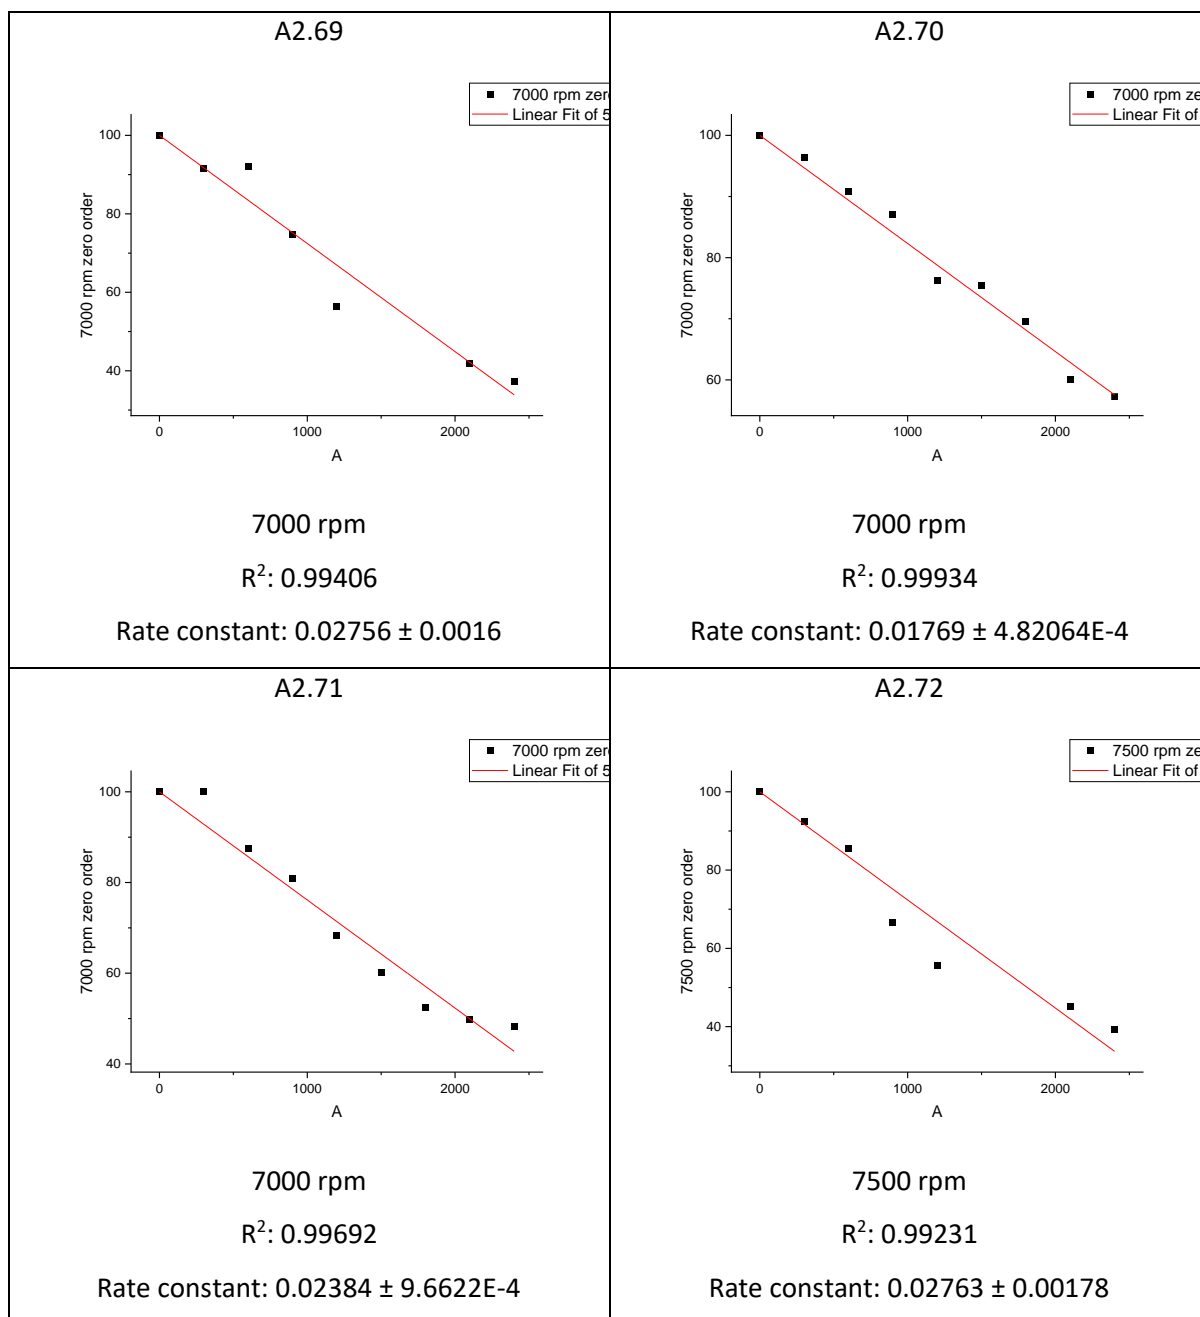 A2.69
7000 rpm zer
Linear Fit of 5
100
80
60
40
7000 rpm zero order
0
1000
2000
A
7000 rpm
R²: 0.99406
Rate constant: 0.02756 ± 0.0016
A2.70
7000 rpm ze
Linear Fit of
100
80
60
7000 rpm zero order
0
1000
2000
A
7000 rpm
R²: 0.99934
Rate constant: 0.01769 ± 4.82064E-4
A2.71
7000 rpm zer
Linear Fit of 5
100
80
60
40
7000 rpm zero order
0
1000
2000
A
7000 rpm
R²: 0.99692
Rate constant: 0.02384 ± 9.6622E-4
A2.72
7500 rpm ze
Linear Fit of
100
80
60
40
7500 rpm zero order
0
1000
2000
A
7500 rpm
R²: 0.99231
Rate constant: 0.02763 ± 0.00178